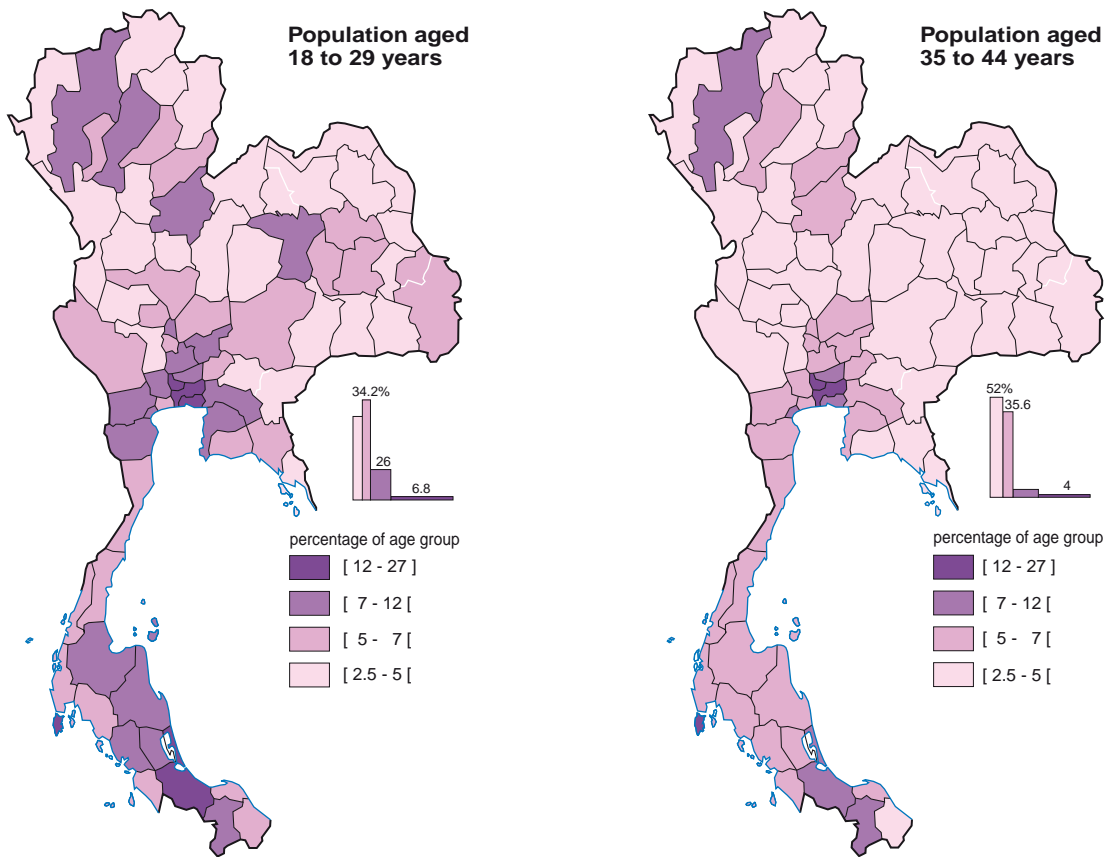 Population aged
18 to 29 years
34.2%
26
6.8
percentage of age group
[ 12 - 27 ]
[ 7 - 12 [
[ 5 - 7 [
[ 2.5 - 5 [
Population aged
35 to 44 years
52%
35.6
4
percentage of age group
[ 12 - 27 ]
[ 7 - 12 [
[ 5 - 7 [
[ 2.5 - 5 [